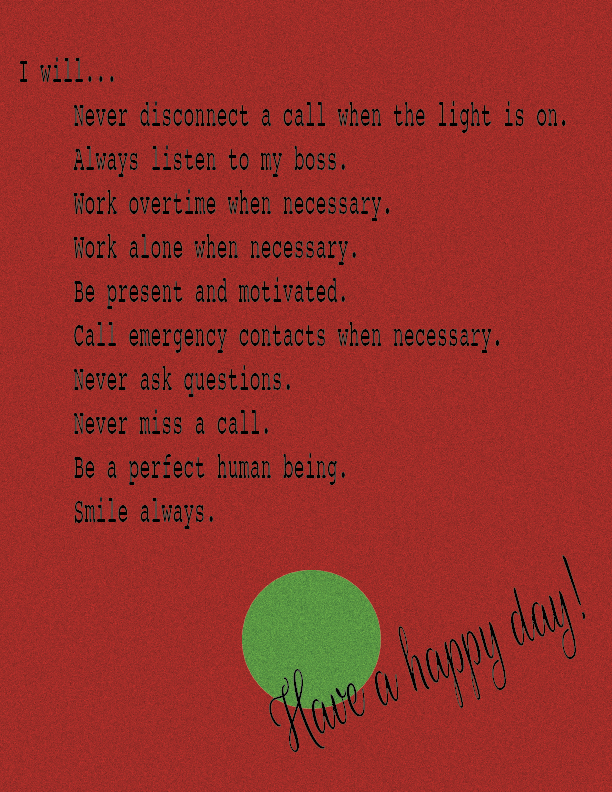 I will...
Never disconnect a call when the light is on.
Always listen to my boss.
Work overtime when necessary.
Work alone when necessary.
Be present and motivated.
Call emergency contacts when necessary.
Never ask questions.
Never miss a call.
Be a perfect human being.
Smile always.
Have a happy day!